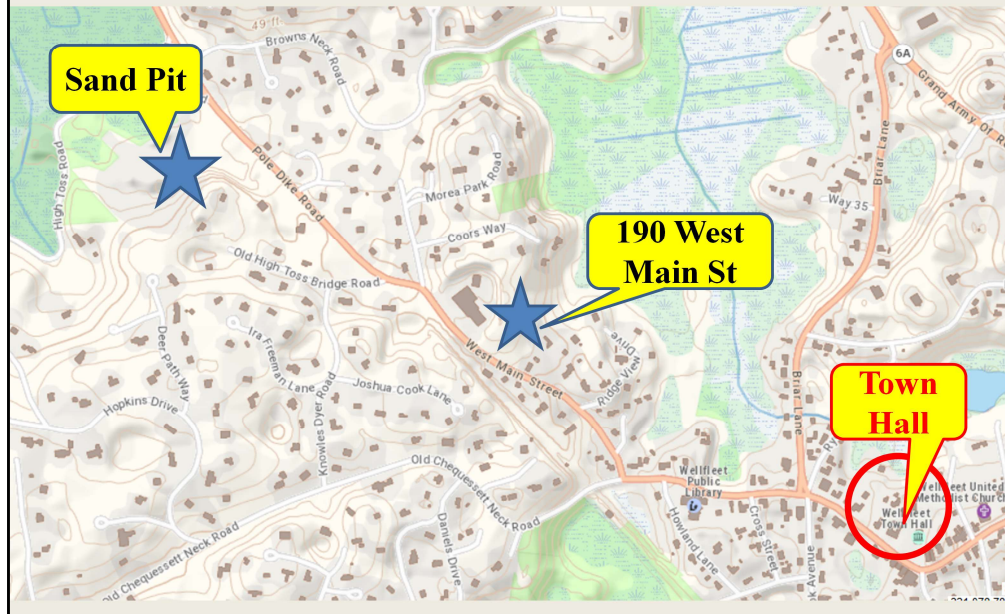 49 ft
Browns Neck Road
6A
Grand Army Of
Sand Pit
High Toss Road
Pole Dike Road
Morea Park Road
Briar Lane
Way 35
Coors Way
190 West
Main St
Old High Toss Bridge Road
Deer Path Way
Ira Freeman Lane
West Main Street
Ridge View
Drive
Joshua Cook Lane
Hopkins Drive
Knowles Dyer Road
Briar Lane
Town
Hall
Old Chequessett Neck Road
Wellfleet
Public
Library
Wellfleet United
Methodist Church
Wellfleet
Town Hall
Howland Lane
Cross Street
Daniels Drive
Old Chequessett Neck Road
Avenue